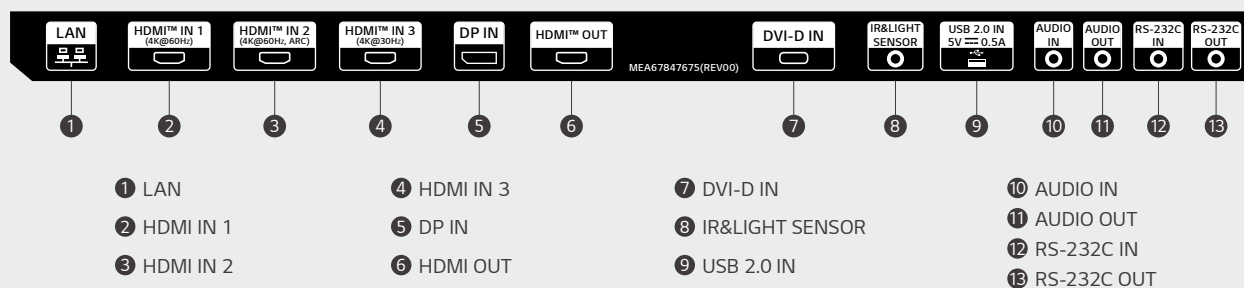 LAN
HDMI™ IN 1
(4K@60Hz)
HDMI™ IN 2
(4K@60Hz, ARC)
HDMI™ IN 3
(4K@30Hz)
DP IN
HDMI™ OUT
MEA67847675(REV00)
DVI-D IN
IR&LIGHT
SENSOR
USB 2.0 IN
5V ⎓ 0.5A
AUDIO
IN
AUDIO
OUT
RS-232C
IN
RS-232C
OUT
1 2 3 4 5 6 7 8 9 10 11 12 13
1 LAN
2 HDMI IN 1
3 HDMI IN 2
4 HDMI IN 3
5 DP IN
6 HDMI OUT
7 DVI-D IN
8 IR&LIGHT SENSOR
9 USB 2.0 IN
10 AUDIO IN
11 AUDIO OUT
12 RS-232C IN
13 RS-232C OUT